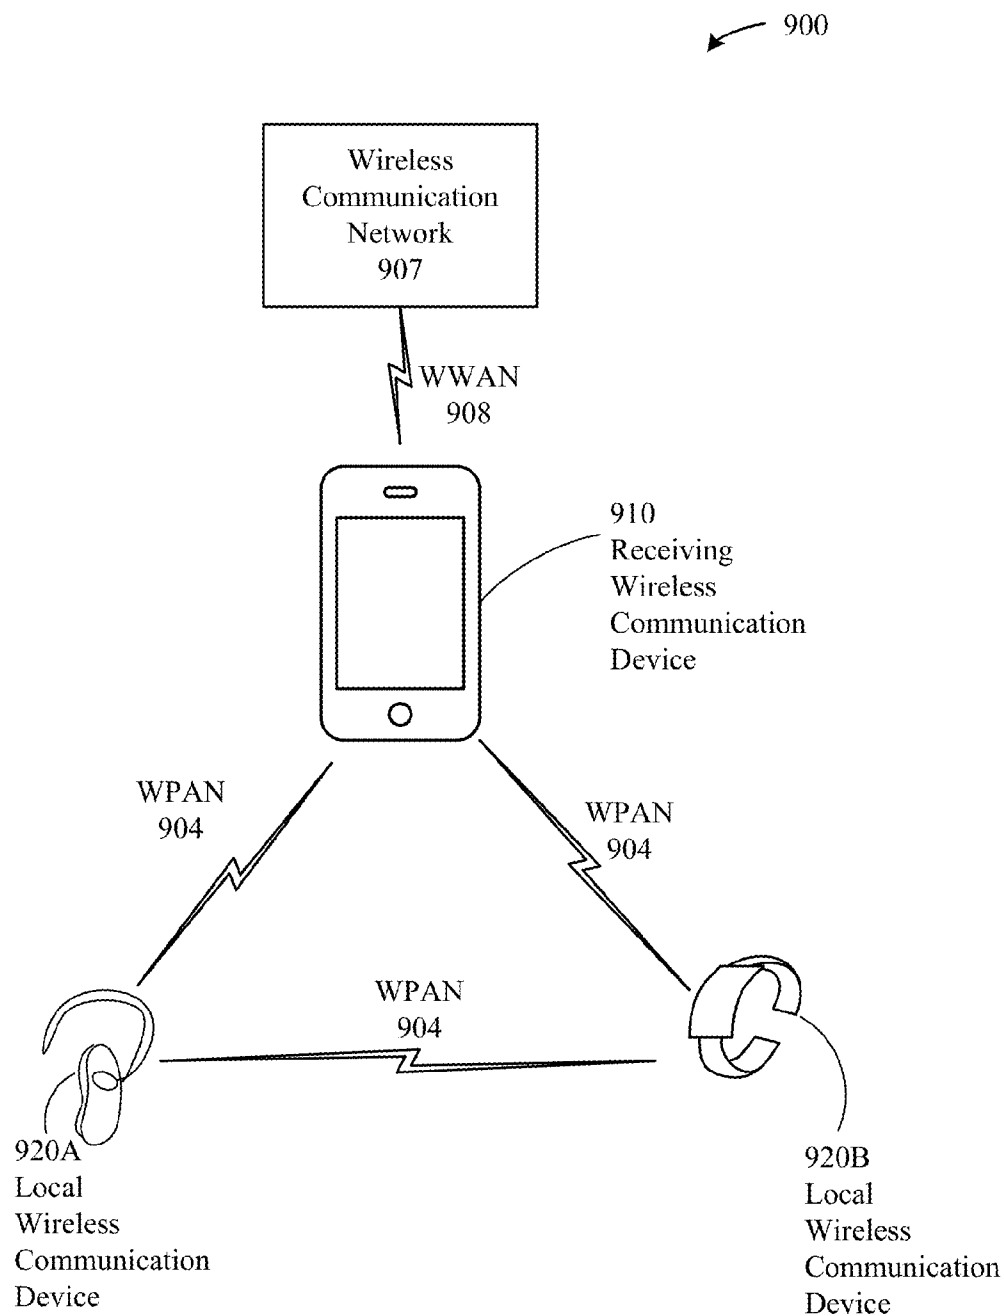 900
Wireless
Communication
Network
907
WWAN
908
910
Receiving
Wireless
Communication
Device
WPAN
904
WPAN
904
WPAN
904
920A
Local
Wireless
Communication
Device
920B
Local
Wireless
Communication
Device